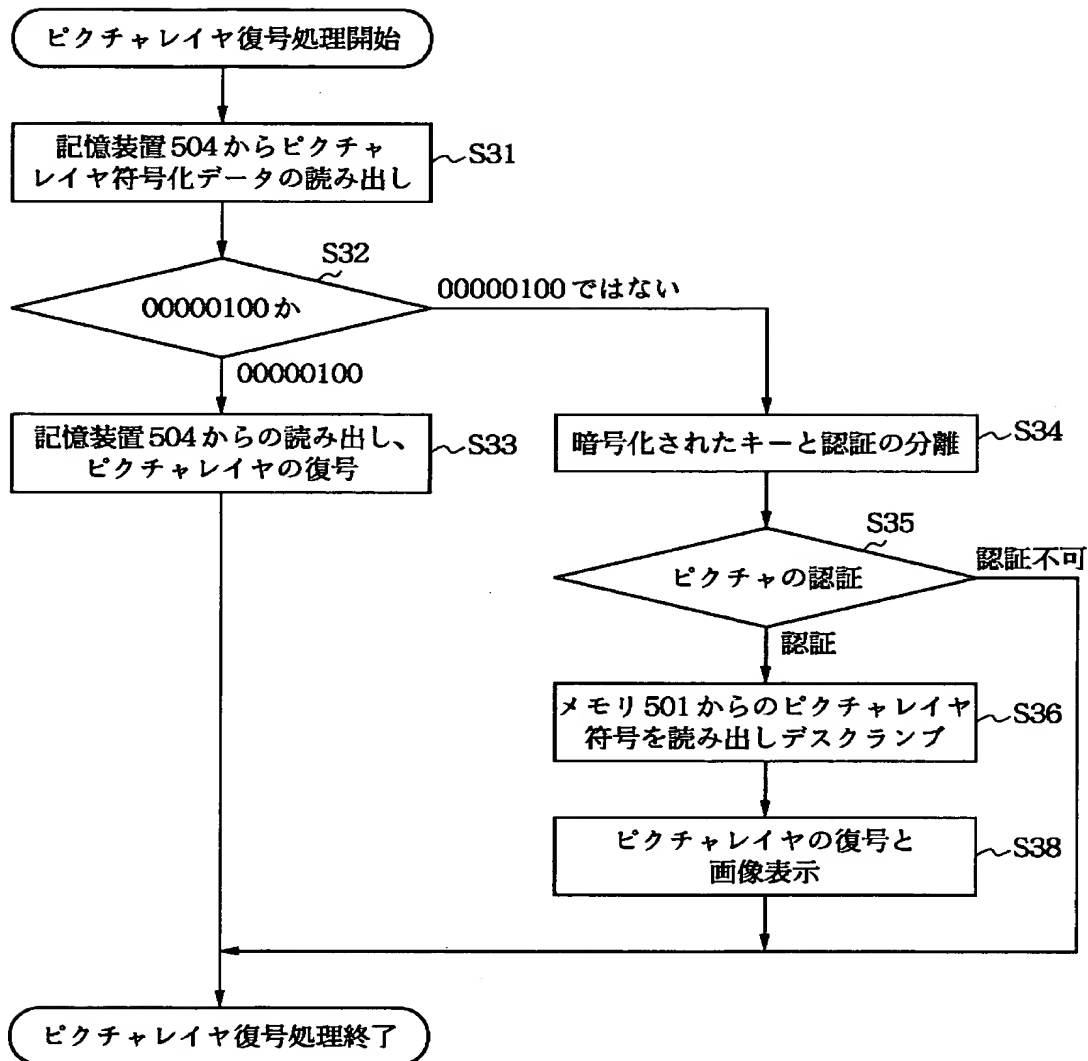 ピクチャレイヤ復号処理開始
記憶装置504からピクチャ
レイヤ符号化データの読み出し
S31
S32
00000100か
00000100ではない
00000100
記憶装置504からの読み出し、
ピクチャレイヤの復号
S33
暗号化されたキーと認証の分離
S34
S35
ピクチャの認証
認証不可
認証
メモリ501からのピクチャレイヤ
符号を読み出しデスクランブ
S36
ピクチャレイヤの復号と
画像表示
S38
ピクチャレイヤ復号処理終了